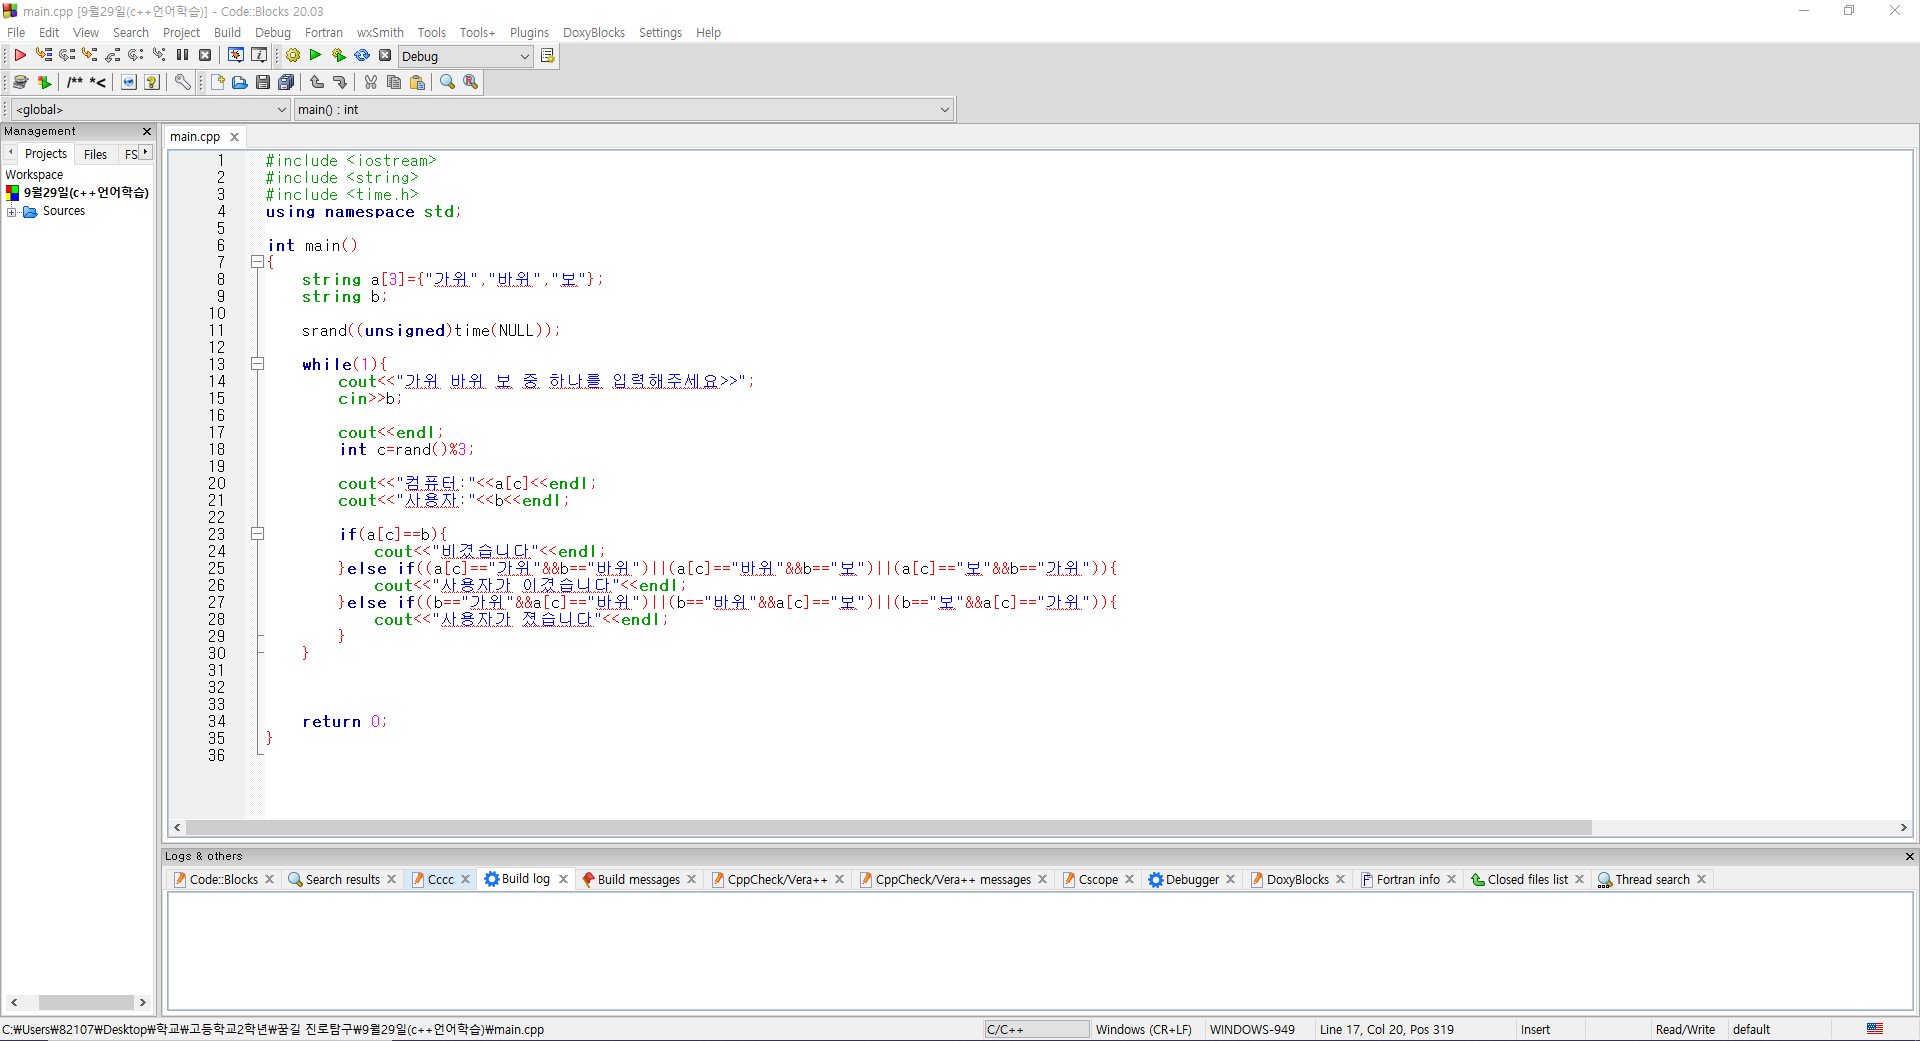 main.cpp [9월29일(c++언어학습)] - Code::Blocks 20.03
File Edit View Search Project Build Debug Fortran wxSmith Tools Tools+ Plugins DoxyBlocks Settings Help
Debug
/** *<
<global> main() : int
Management
main.cpp
Projects Files FS
Workspace
9월29일(c++언어학습)
Sources
1 #include <iostream>
2 #include <string>
3 #include <time.h>
4 using namespace std;
5
6 int main()
7 {
8 string a[3]={"가위","바위","보"};
9 string b;
10
11 srand((unsigned)time(NULL));
12
13 while(1){
14 cout<<"가위 바위 보 중 하나를 입력해주세요>>";
15 cin>>b;
16
17 cout<<endl;
18 int c=rand()%3;
19
20 cout<<"컴퓨터:"<<a[c]<<endl;
21 cout<<"사용자:"<<b<<endl;
22
23 if(a[c]==b){
24 cout<<"비겼습니다"<<endl;
25 }else if((a[c]=="가위"&&b=="바위")||(a[c]=="바위"&&b=="보")||(a[c]=="보"&&b=="가위")){
26 cout<<"사용자가 이겼습니다"<<endl;
27 }else if((b=="가위"&&a[c]=="바위")||(b=="바위"&&a[c]=="보")||(b=="보"&&a[c]=="가위")){
28 cout<<"사용자가 졌습니다"<<endl;
29 }
30 }
31
32
33
34 return 0;
35 }
36
Logs & others
Code::Blocks Search results Cccc Build log Build messages CppCheck/Vera++ CppCheck/Vera++ messages Cscope Debugger DoxyBlocks Fortran info Closed files list Thread search
C:₩Users₩82107₩Desktop₩학교₩고등학교2학년₩꿈길 진로탐구₩9월29일(c++언어학습)₩main.cpp C/C++ Windows (CR+LF) WINDOWS-949 Line 17, Col 20, Pos 319 Insert Read/Write default